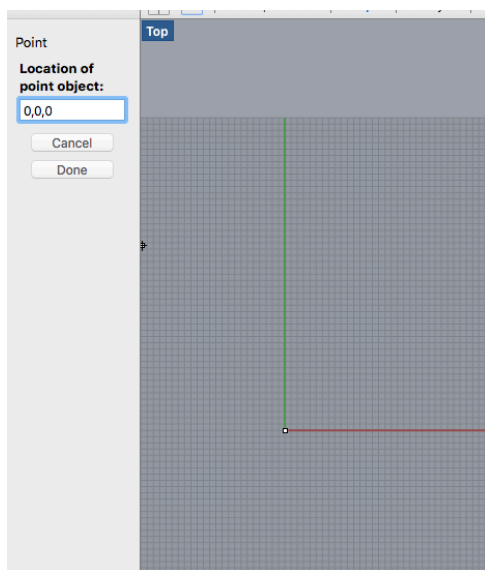 Top
Point
Location of
point object:
0,0,0
Cancel
Done